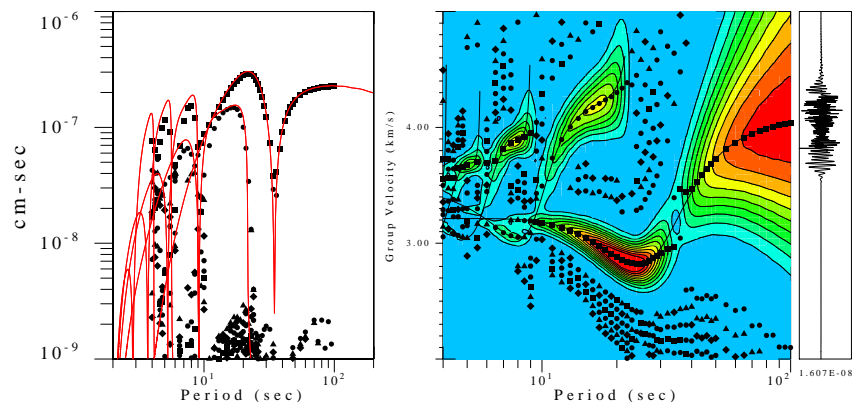 10^-6
10^-7
10^-8
10^-9
cm-sec
10^1
10^2
Period (sec)
4.00
3.00
Group Velocity (km/s)
10^1
10^2
Period (sec)
1.607E-08